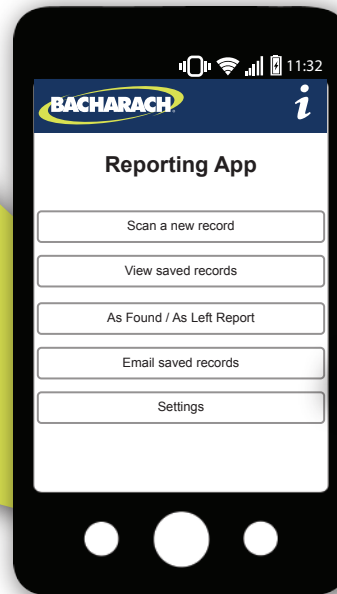 11:32
BACHARACH
i
Reporting App
Scan a new record
View saved records
As Found / As Left Report
Email saved records
Settings